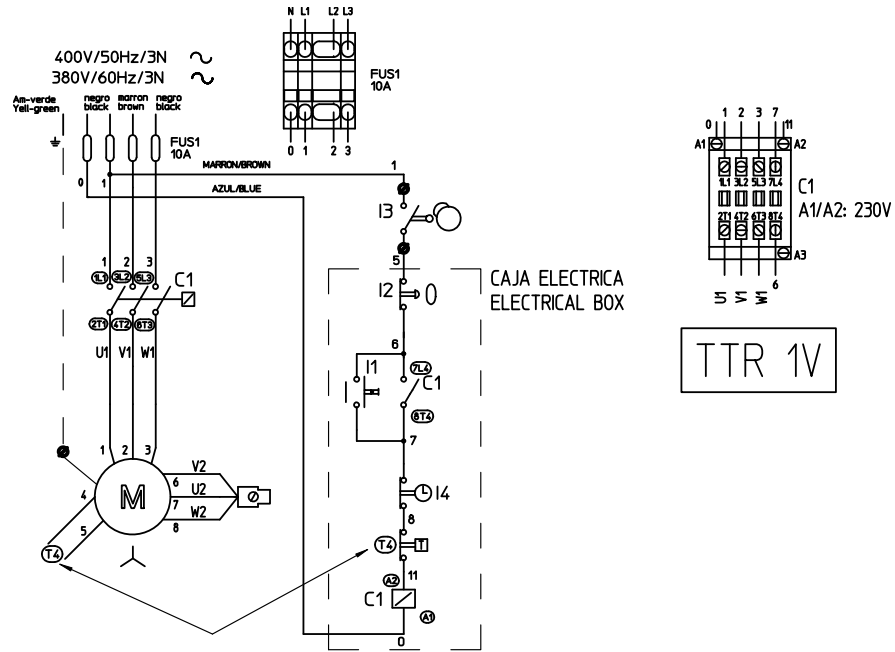 N L1 L2 L3
400V/50Hz/3N
380V/60Hz/3N
FUS1
10A
Am-verde
Yell-green
negro
black
marron
brown
negro
black
FUS1
10A
0 1 2 3
MARRON/BROWN
1
0 1
AZUL/BLUE
I3
5
0 1 2 3 7 11
A1 A2
1L1 3L2 5L3 7L4
C1
A1/A2: 230V
2T1 4T2 6T3 8T4
A3
6
U1 V1 W1
1 2 3
1L1 3L2 5L3 C1
2T1 4T2 6T3
U1 V1 W1
CAJA ELECTRICA
ELECTRICAL BOX
I2
6
I1
7L4
C1
8T4
7
TTR 1V
1 2 3
V2
6
4
M
U2
7
5
W2
8
T4
I4
8
T4 T
A2 11
C1
A1
0